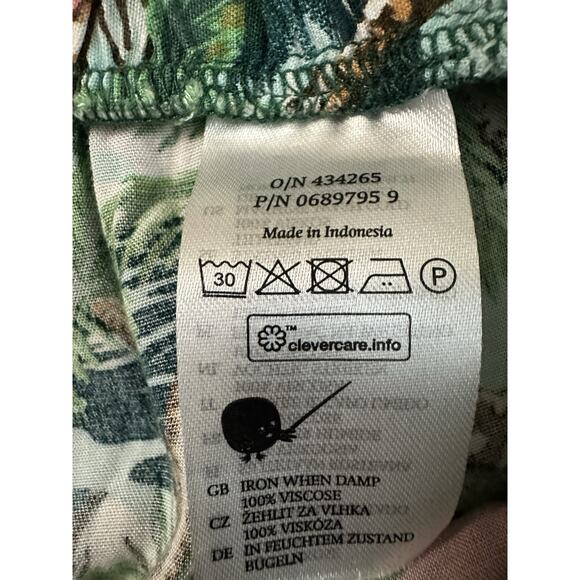 O/N 434265
P/N 0689795 9
Made in Indonesia
30 P
™
clevercare.info
GB IRON WHEN DAMP
100% VISCOSE
CZ ŽEHLIT ZA VLHKA
100% VISKÓZA
DE IN FEUCHTEM ZUSTAND
BÜGELN